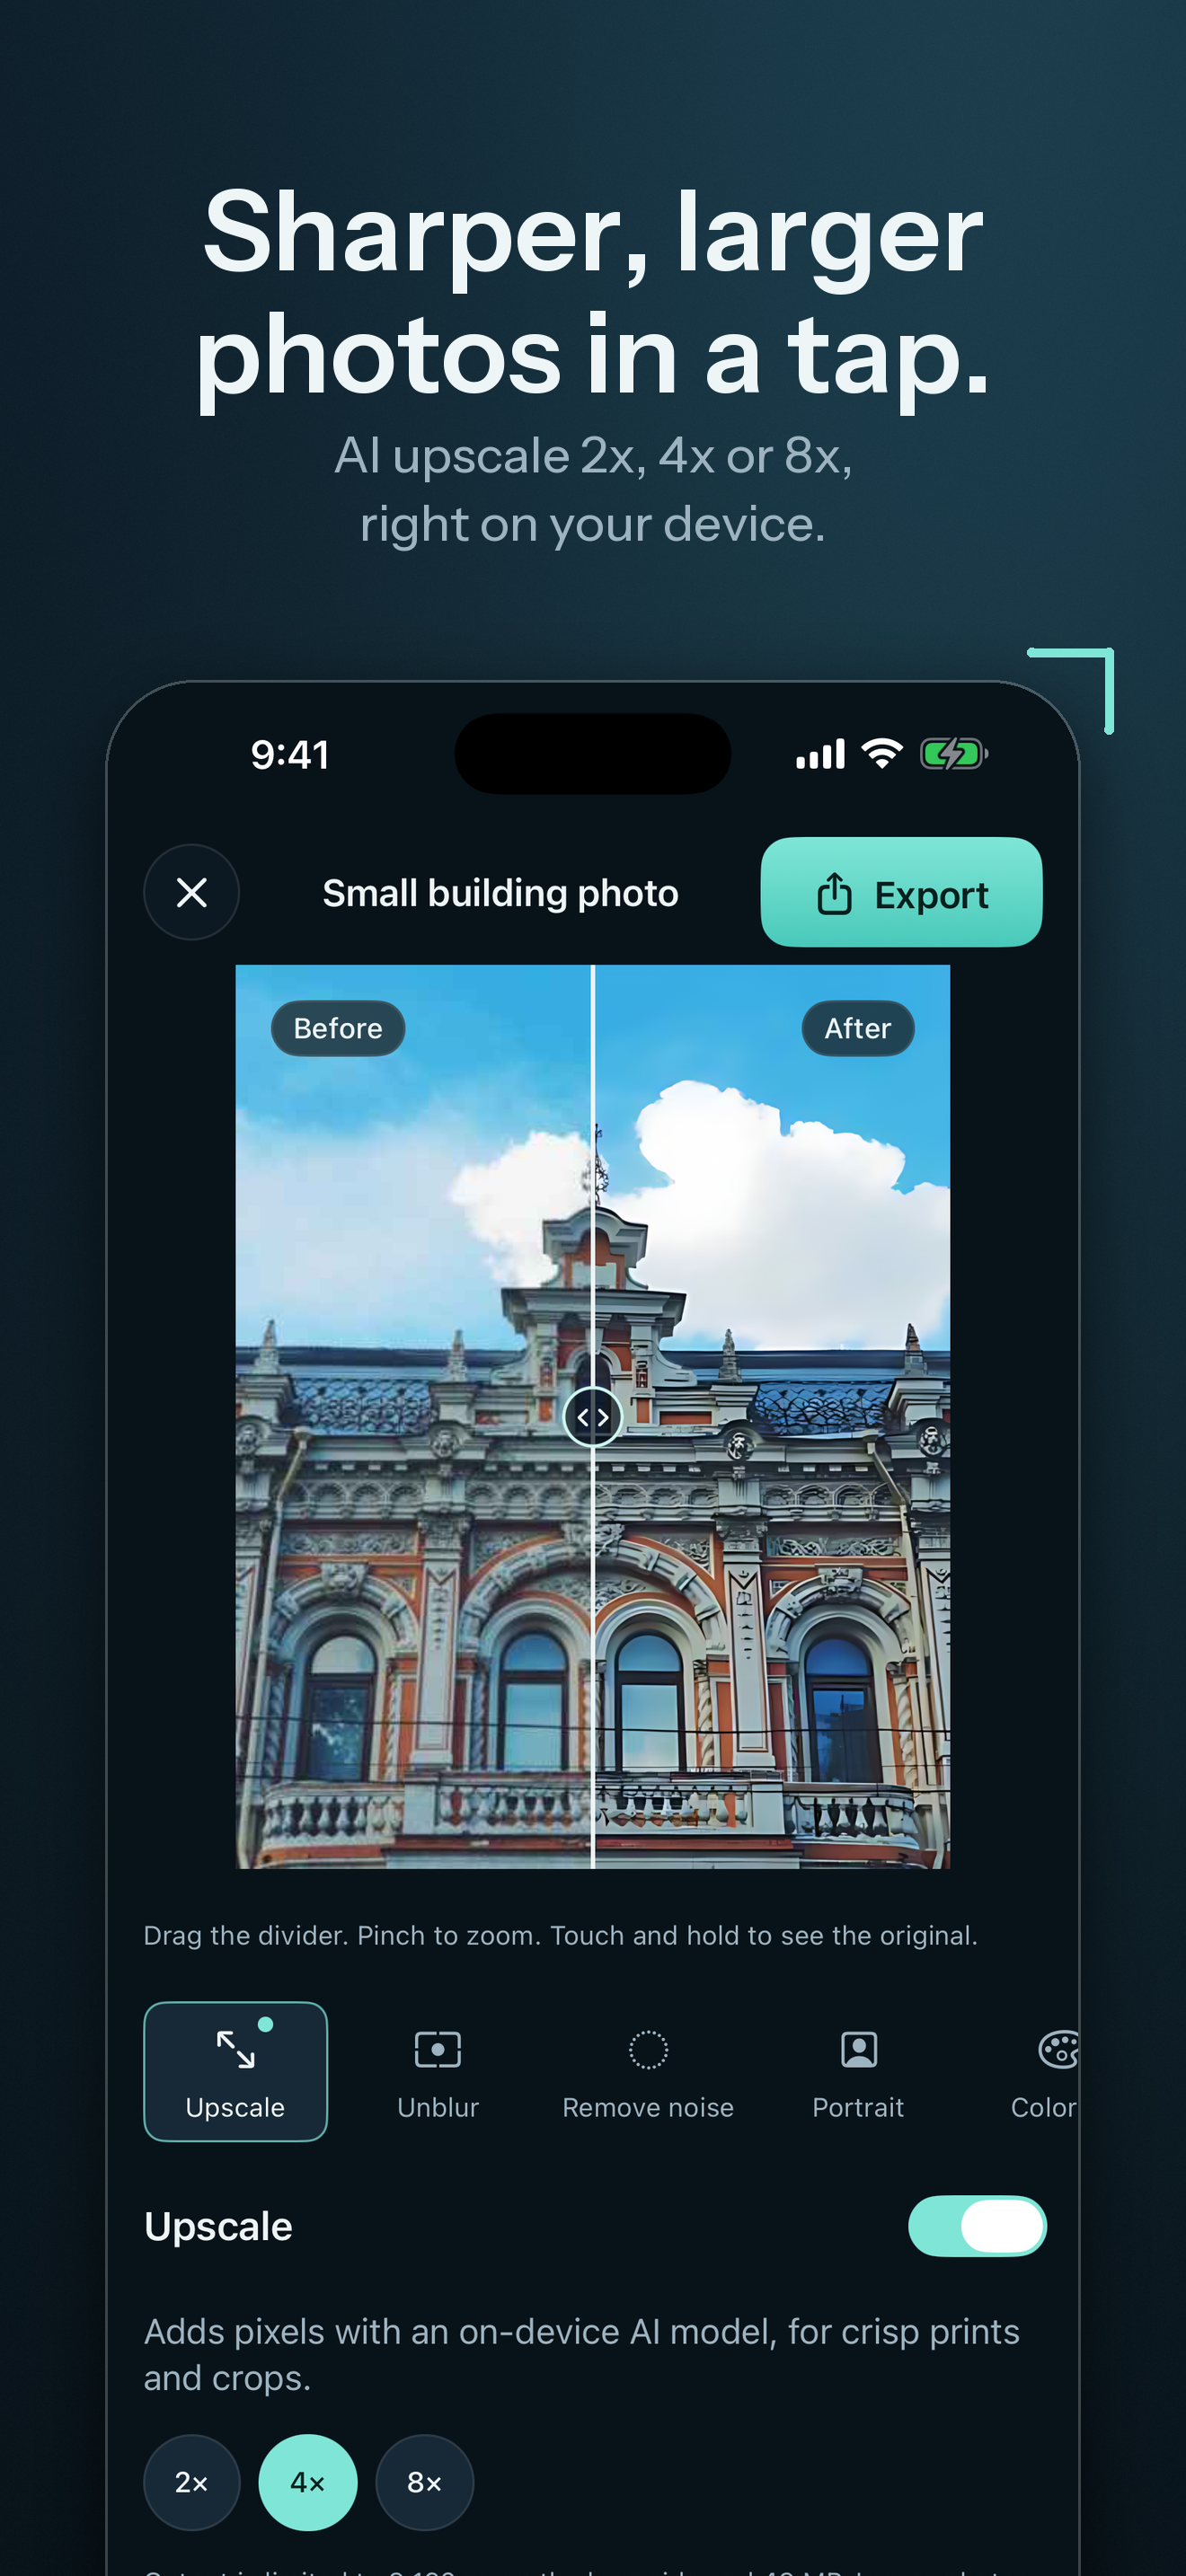 Sharper, larger
photos in a tap.
AI upscale 2x, 4x or 8x,
right on your device.
9:41
Small building photo
Export
Before
After
Drag the divider. Pinch to zoom. Touch and hold to see the original.
Upscale
Unblur
Remove noise
Portrait
Color
Upscale
Adds pixels with an on-device AI model, for crisp prints
and crops.
2×
4×
8×